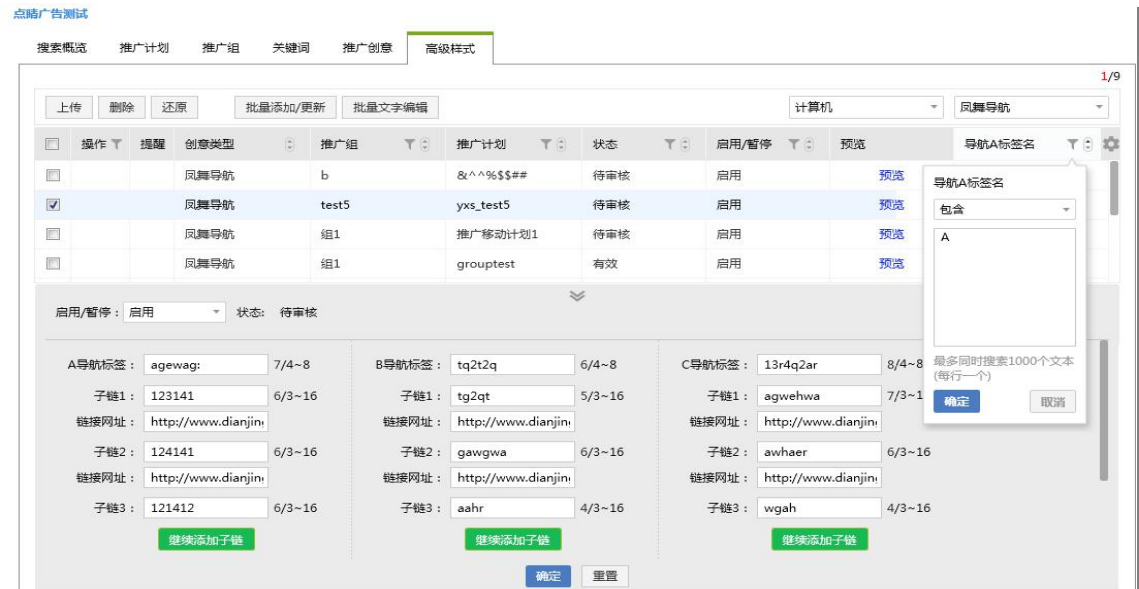 点睛广告测试
搜索概览 推广计划 推广组 关键词 推广创意 高级样式
1/9
上传 删除 还原 批量添加/更新 批量文字编辑 计算机 凤舞导航
操作 提醒 创意类型 推广组 推广计划 状态 启用/暂停 预览 导航A标签名
凤舞导航 b &^^%$$## 待审核 启用 预览
凤舞导航 test5 yxs_test5 待审核 启用 预览
凤舞导航 组1 推广移动计划1 待审核 启用 预览
凤舞导航 组1 grouptest 有效 启用 预览
导航A标签名
包含
A
最多同时搜索1000个文本
(每行一个)
确定 取消
启用/暂停： 启用 状态: 待审核
A导航标签： agewag: 7/4~8 B导航标签： tq2t2q 6/4~8 C导航标签： 13r4q2ar 8/4~8
子链1： 123141 6/3~16 子链1： tg2qt 5/3~16 子链1： agwehwa 7/3~1
链接网址： http://www.dianjin 链接网址： http://www.dianjin 链接网址： http://www.dianjin
子链2： 124141 6/3~16 子链2： gawgwa 6/3~16 子链2： awhaer 6/3~16
链接网址： http://www.dianjin 链接网址： http://www.dianjin 链接网址： http://www.dianjin
子链3： 121412 6/3~16 子链3： aahr 4/3~16 子链3： wgah 4/3~16
继续添加子链 继续添加子链 继续添加子链
确定 重置